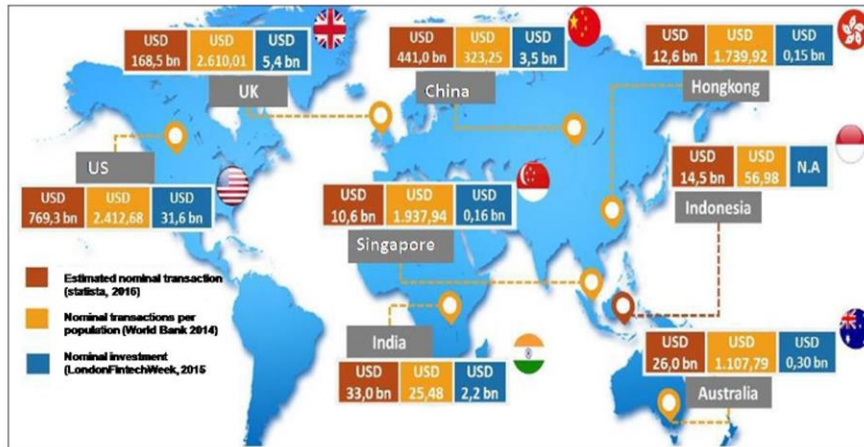 USD
168,5 bn
USD
2.610,01
USD
5,4 bn
UK
USD
441,0 bn
USD
323,25
USD
3,5 bn
China
USD
12,6 bn
USD
1.739,92
USD
0,15 bn
Hongkong
US
USD
769,3 bn
USD
2.412,68
USD
31,6 bn
USD
10,6 bn
USD
1.937,94
USD
0,16 bn
Singapore
USD
14,5 bn
USD
56,98
N.A
Indonesia
Estimated nominal transaction
(statista, 2016)
Nominal transactions per
population (World Bank 2014)
Nominal investment
(LondonFintechWeek, 2015
India
USD
33,0 bn
USD
25,48
USD
2,2 bn
USD
26,0 bn
USD
1.107,79
USD
0,30 bn
Australia